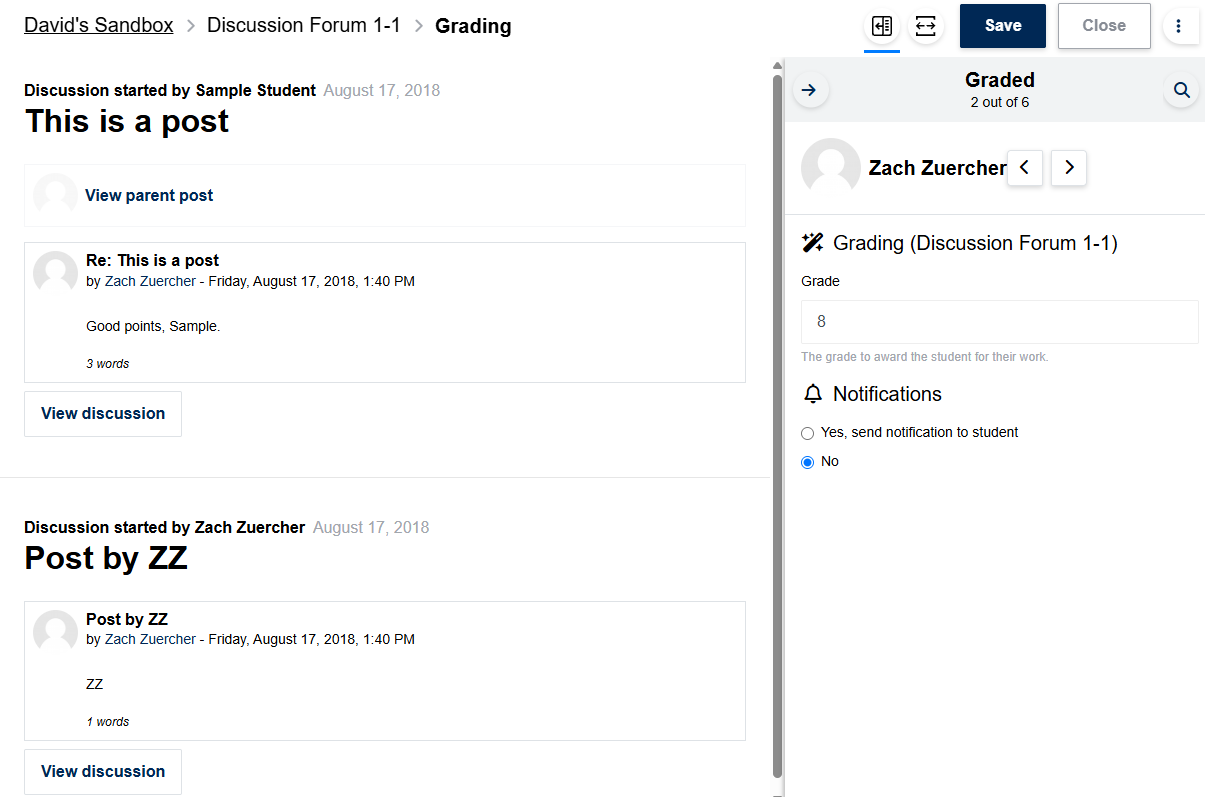 David's Sandbox > Discussion Forum 1-1 > Grading
Save
Close
Discussion started by Sample Student August 17, 2018
This is a post
View parent post
Re: This is a post
by Zach Zuercher - Friday, August 17, 2018, 1:40 PM
Good points, Sample.
3 words
View discussion
Discussion started by Zach Zuercher August 17, 2018
Post by ZZ
Post by ZZ
by Zach Zuercher - Friday, August 17, 2018, 1:40 PM
ZZ
1 words
View discussion
Graded
2 out of 6
Zach Zuercher
Grading (Discussion Forum 1-1)
Grade
8
The grade to award the student for their work.
Notifications
Yes, send notification to student
No